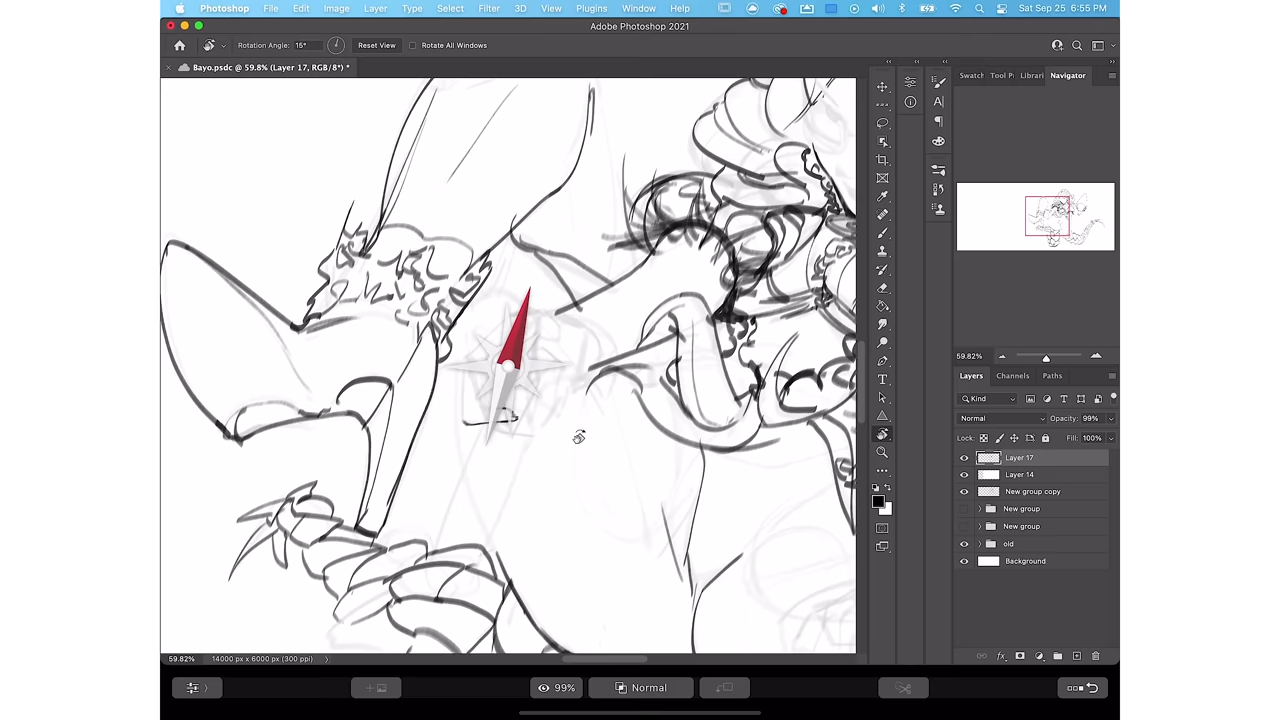 Photoshop File Edit Image Layer Type Select Filter 3D View Plugins Window Help Sat Sep 25 6:55 PM
Adobe Photoshop 2021
Rotation Angle: 15° Reset View Rotate All Windows
× Bayo.psdc @ 59.8% (Layer 17, RGB/8*) *
Swatch Tool P Librari Navigator
59.82%
Layers Channels Paths
Kind
Normal Opacity: 99%
Lock: Fill: 100%
Layer 17
Layer 14
New group copy
New group
New group
old
Background
59.82% 14000 px x 6000 px (300 ppi)
99% Normal